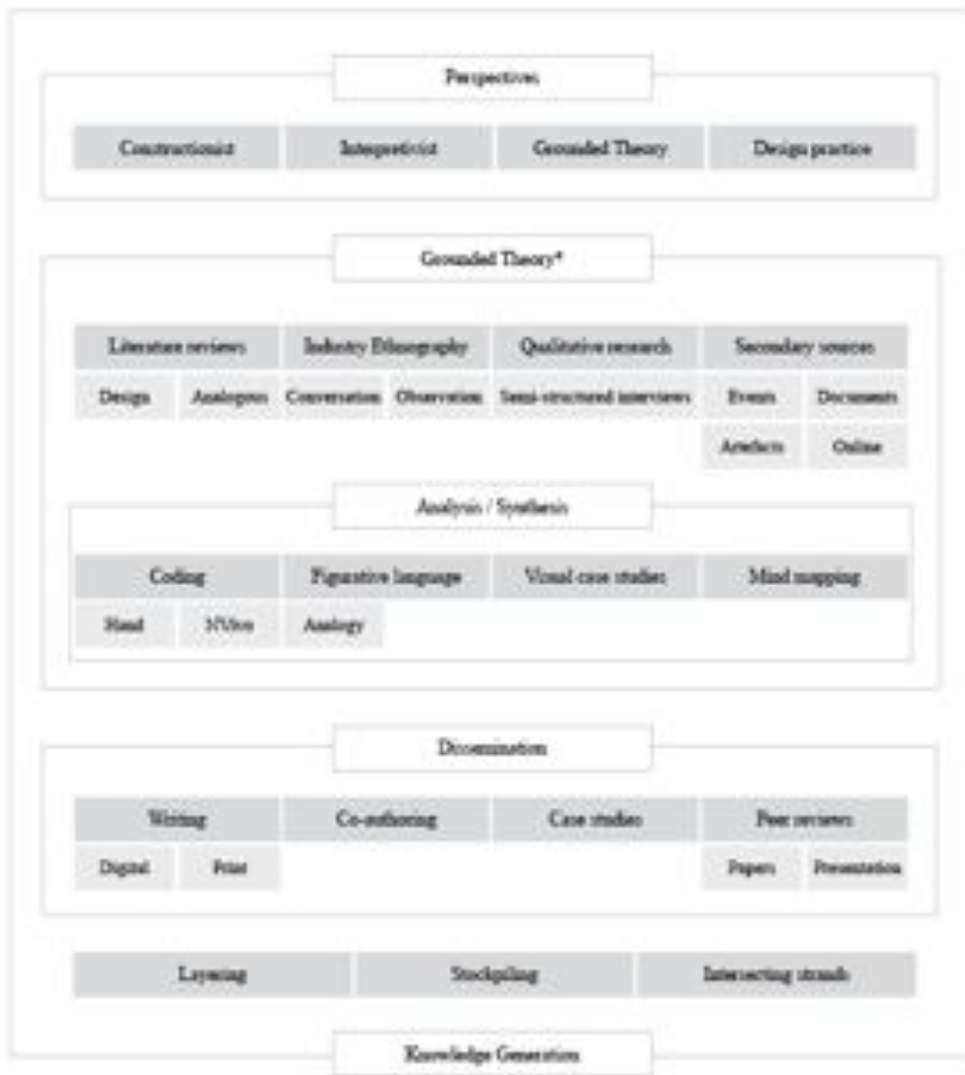 Perspectives
Constructionist Interpretivist Grounded Theory Design practice
Grounded Theory*
Literature reviews Industry Ethnography Qualitative research Secondary sources
Design Analogous Conversation Observation Semi-structured interviews Events Documents
Artefacts Online
Analysis / Synthesis
Coding Figurative language Visual case studies Mind mapping
Hand NVivo Analogy
Dissemination
Writing Co-authoring Case studies Peer reviews
Digital Print Papers Presentation
Layering Stockpiling Intersecting strands
Knowledge Generation